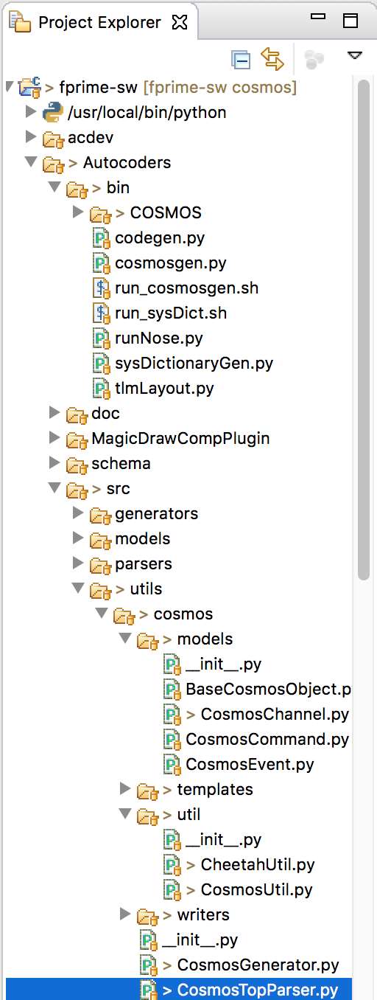 Project Explorer
> fprime-sw [fprime-sw cosmos]
/usr/local/bin/python
acdev
> Autocoders
> bin
> COSMOS
codegen.py
cosmosgen.py
run_cosmosgen.sh
run_sysDict.sh
runNose.py
sysDictionaryGen.py
tlmLayout.py
doc
MagicDrawCompPlugin
schema
> src
generators
models
parsers
> utils
> cosmos
> models
__init__.py
BaseCosmosObject.p
> CosmosChannel.py
CosmosCommand.py
CosmosEvent.py
> templates
> util
__init__.py
> CheetahUtil.py
> CosmosUtil.py
> writers
__init__.py
> CosmosGenerator.py
> CosmosTopParser.py